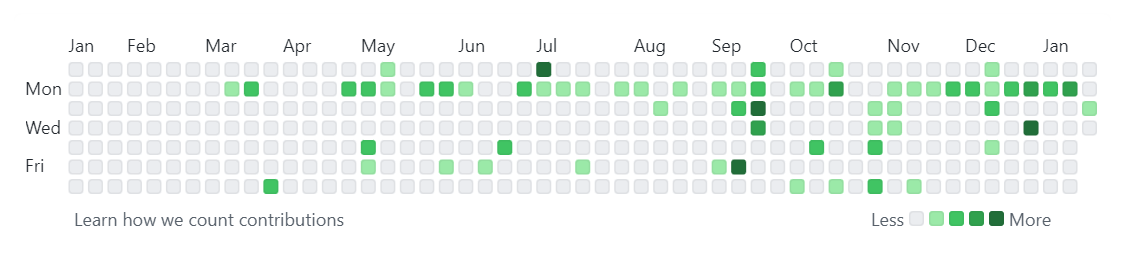 Jan Feb Mar Apr May Jun Jul Aug Sep Oct Nov Dec Jan
Mon
Wed
Fri
Learn how we count contributions Less More